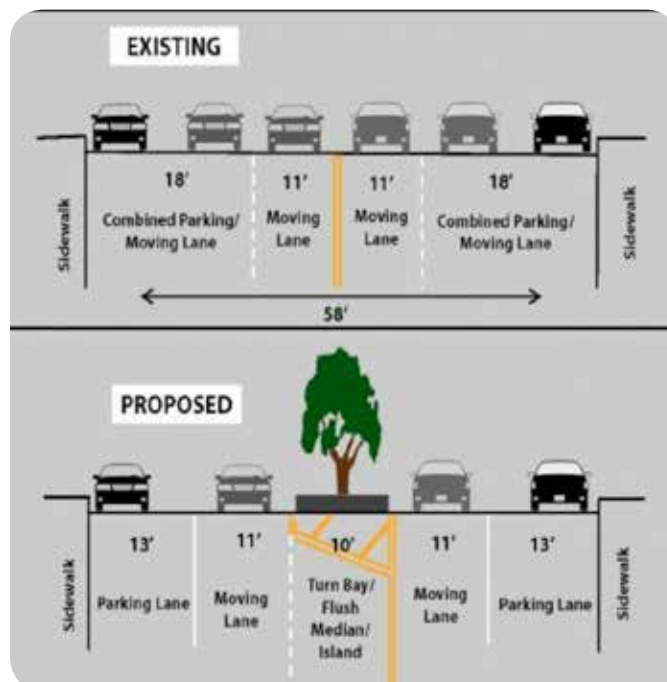 EXISTING
18'
11'
11'
18'
Sidewalk
Combined Parking/
Moving Lane
Moving
Lane
Moving
Lane
Combined Parking/
Moving Lane
Sidewalk
58'
PROPOSED
13'
11'
10'
11'
13'
Sidewalk
Parking Lane
Moving
Lane
Turn Bay/
Flush
Median/
Island
Moving
Lane
Parking Lane
Sidewalk